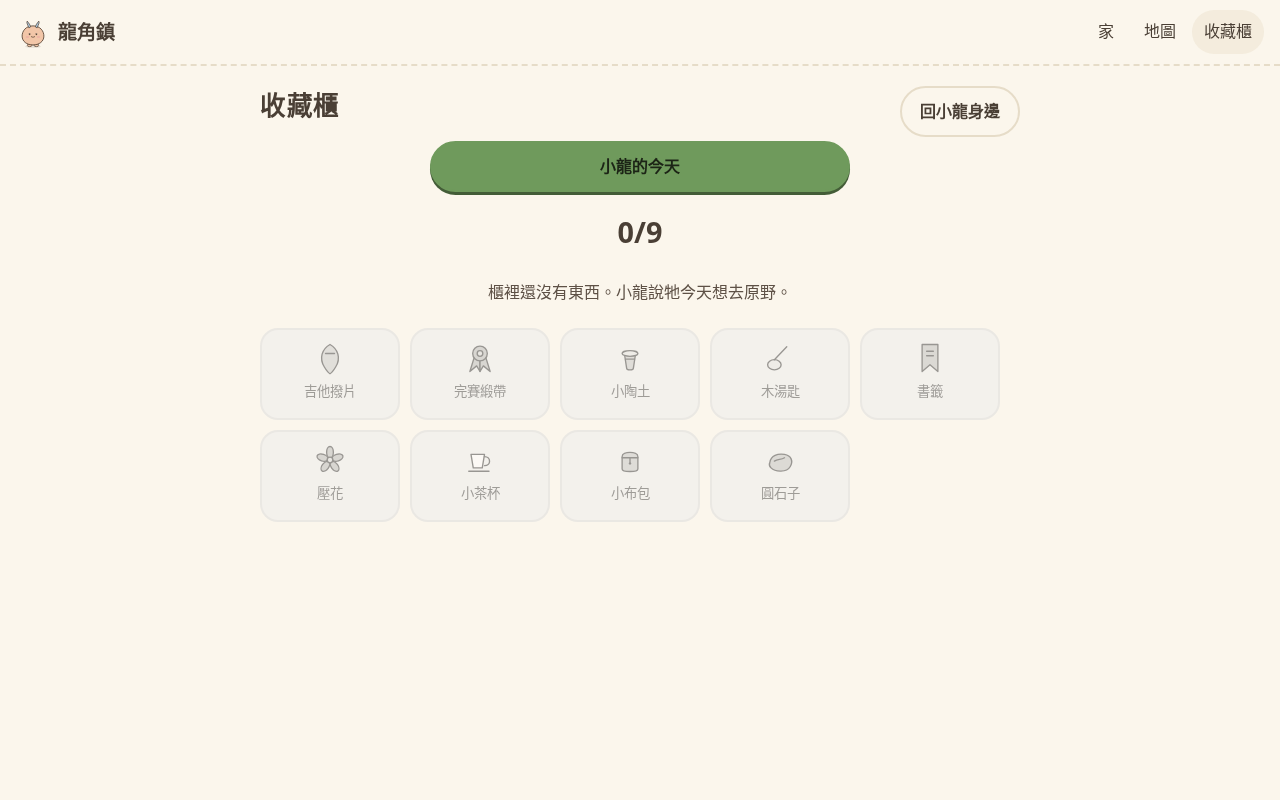 龍角鎮
家
地圖
收藏櫃
收藏櫃
回小龍身邊
小龍的今天
0/9
櫃裡還沒有東西。小龍說牠今天想去原野。
吉他撥片
完賽緞帶
小陶土
木湯匙
書籤
壓花
小茶杯
小布包
圓石子